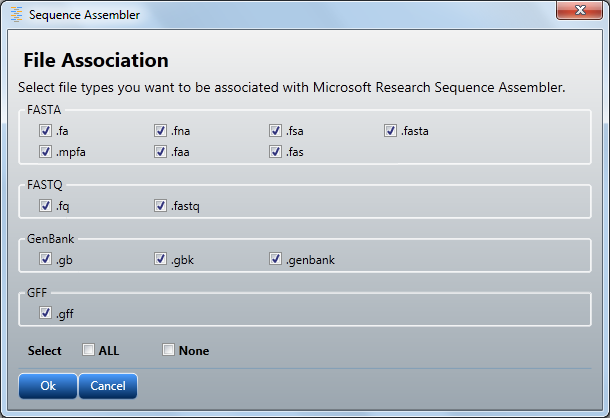 Sequence Assembler
File Association
Select file types you want to be associated with Microsoft Research Sequence Assembler.
FASTA
.fa .fna .fsa .fasta
.mpfa .faa .fas
FASTQ
.fq .fastq
GenBank
.gb .gbk .genbank
GFF
.gff
Select ALL None
Ok Cancel